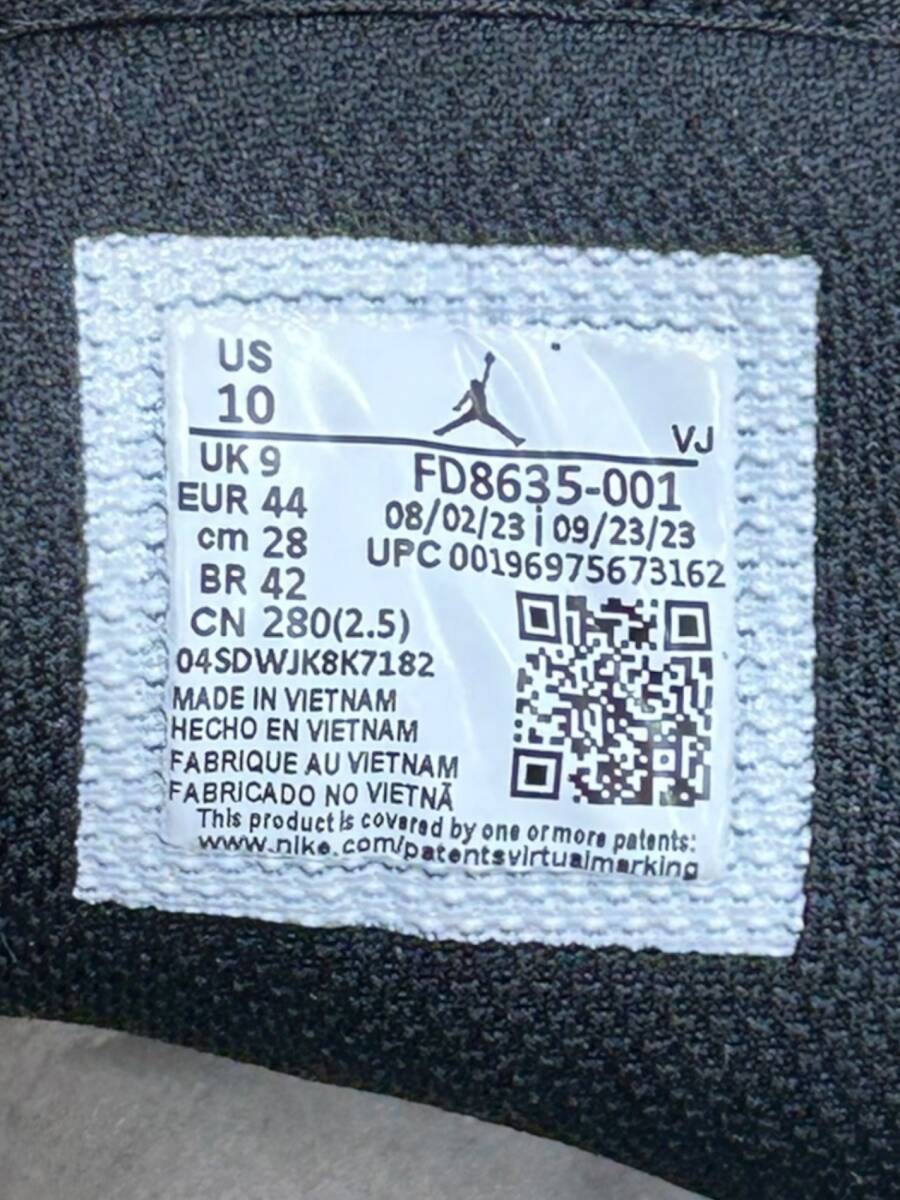 US
10
VJ
UK 9
FD8635-001
EUR 44
08/02/23 | 09/23/23
cm 28
UPC 00196975673162
BR 42
CN 280(2.5)
04SDWJK8K7182
MADE IN VIETNAM
HECHO EN VIETNAM
FABRIQUE AU VIETNAM
FABRICADO NO VIETNÃ
This product is covered by one or more patents:
www.nike.com/patentsvirtualmarking